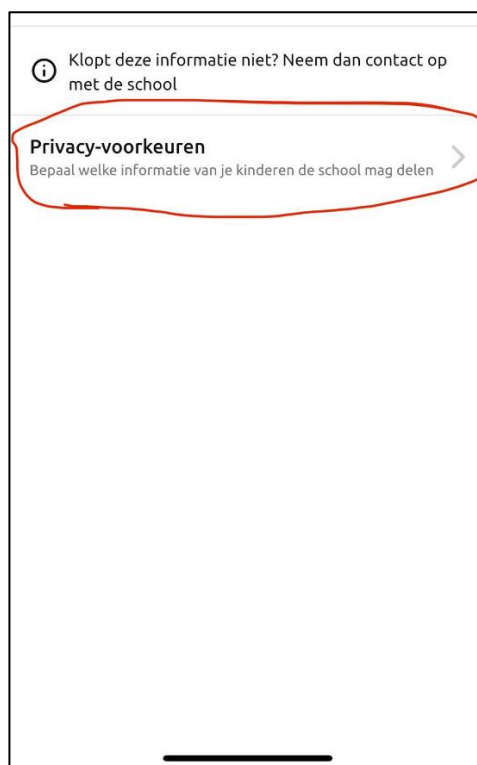 Klopt deze informatie niet? Neem dan contact op
met de school
Privacy-voorkeuren
Bepaal welke informatie van je kinderen de school mag delen